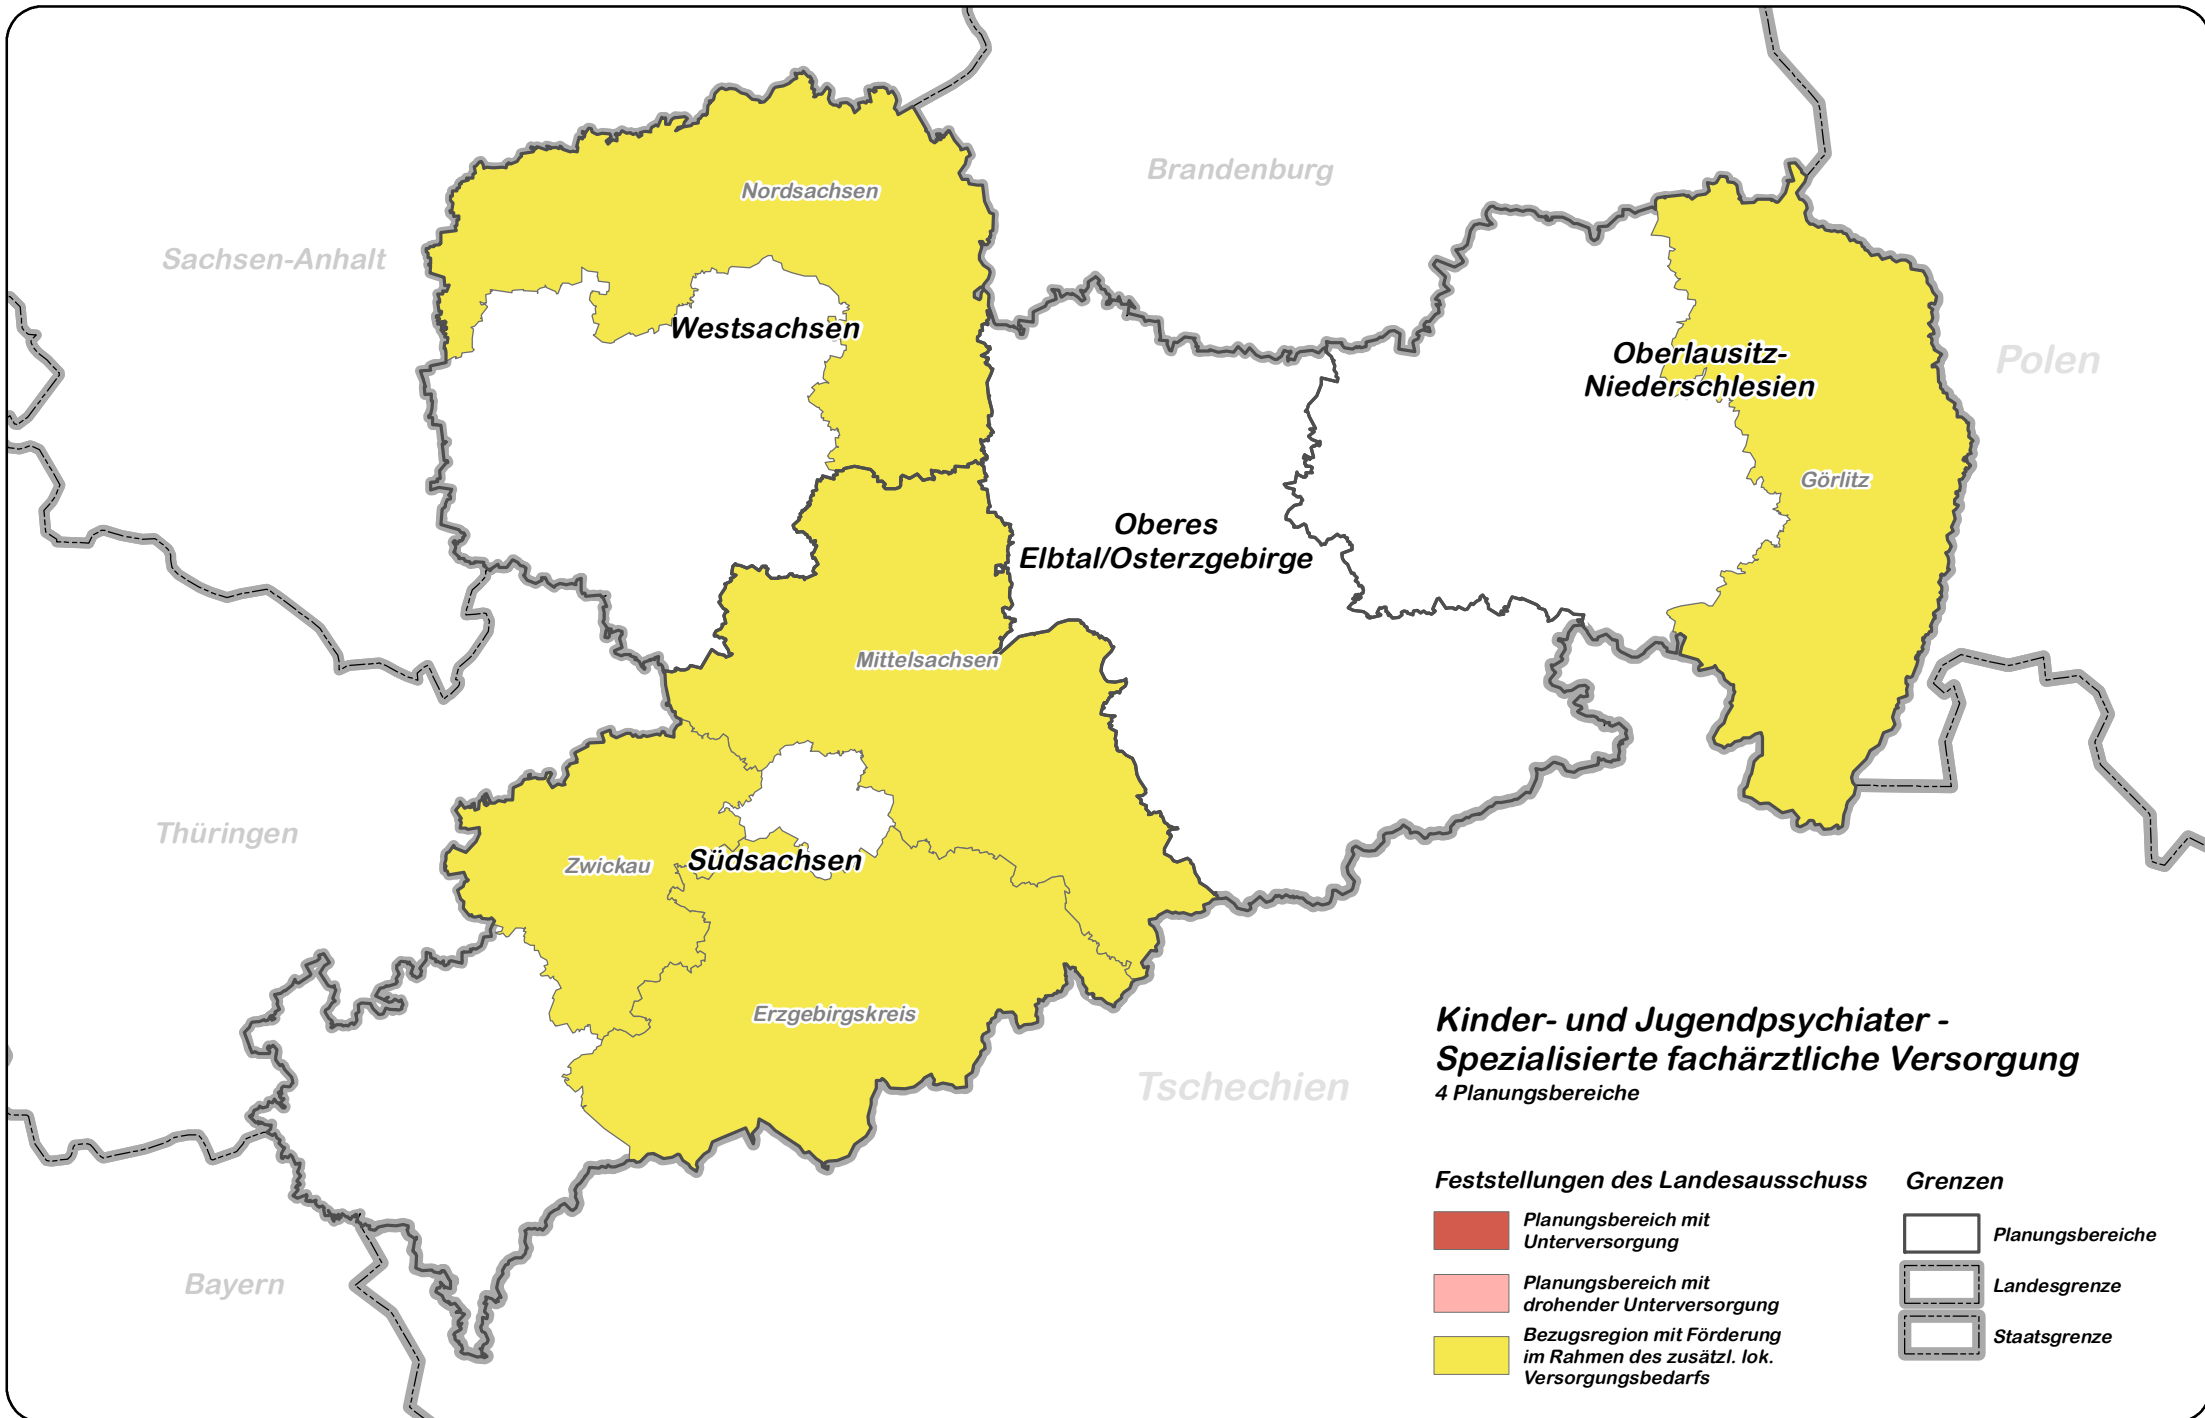 Brandenburg
Nordsachsen
Sachsen-Anhalt
Westsachsen
Oberlausitz-
Niederschlesien
Polen
Görlitz
Oberes
Elbtal/Osterzgebirge
Mittelsachsen
Thüringen
Zwickau
Südsachsen
Erzgebirgskreis
Tschechien
Bayern
Kinder- und Jugendpsychiater -
Spezialisierte fachärztliche Versorgung
4 Planungsbereiche
Feststellungen des Landesausschuss
Planungsbereich mit
Unterversorgung
Planungsbereich mit
drohender Unterversorgung
Bezugsregion mit Förderung
im Rahmen des zusätzl. lok.
Versorgungsbedarfs
Grenzen
Planungsbereiche
Landesgrenze
Staatsgrenze